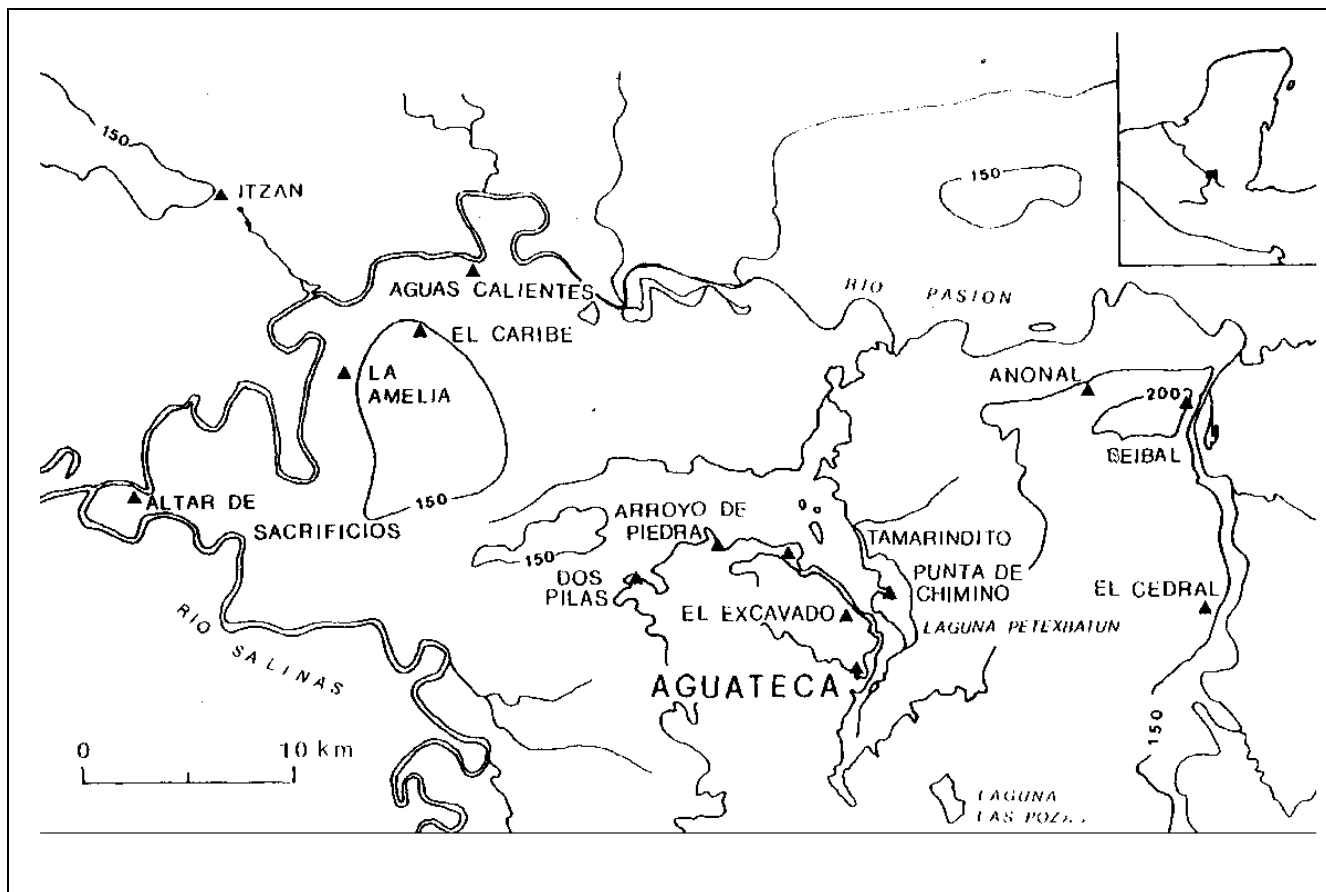 150
ITZAN
150
AGUAS CALIENTES
RIO PASION
EL CARIBE
LA
AMELIA
ANONAL
200
SEIBAL
150
ALTAR DE
SACRIFICIOS
ARROYO DE
PIEDRA
150
TAMARINDITO
DOS
PILAS
PUNTA DE
CHIMINO
EL CEDRAL
EL EXCAVADO
LAGUNA PETEXBATUN
RIO
SALINAS
AGUATECA
150
0 10 km
LAGUNA
LAS POZAS